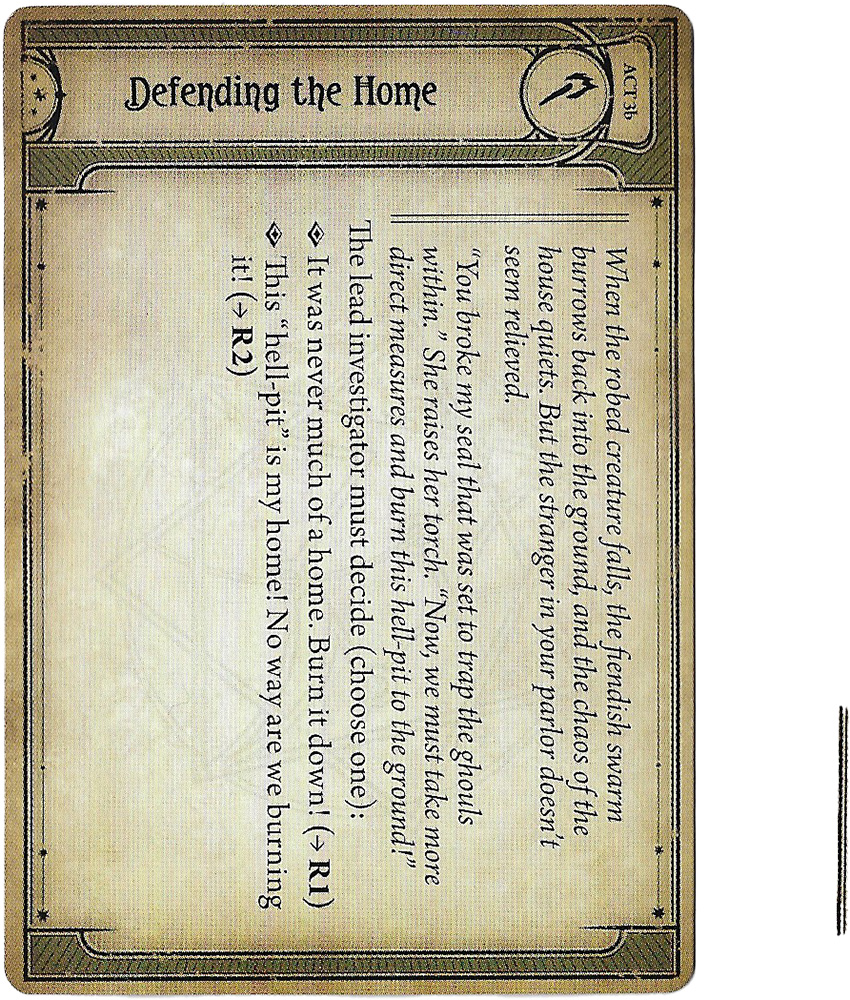 ACT 3b
Defending the Home
When the robed creature falls, the fiendish swarm
burrows back into the ground, and the chaos of the
house quiets. But the stranger in your parlor doesn't
seem relieved.
“You broke my seal that was set to trap the ghouls
within.” She raises her torch. “Now, we must take more
direct measures and burn this hell-pit to the ground!”
The lead investigator must decide (choose one):
It was never much of a home. Burn it down! (→ R1)
This “hell-pit” is my home! No way are we burning
it! (→ R2)